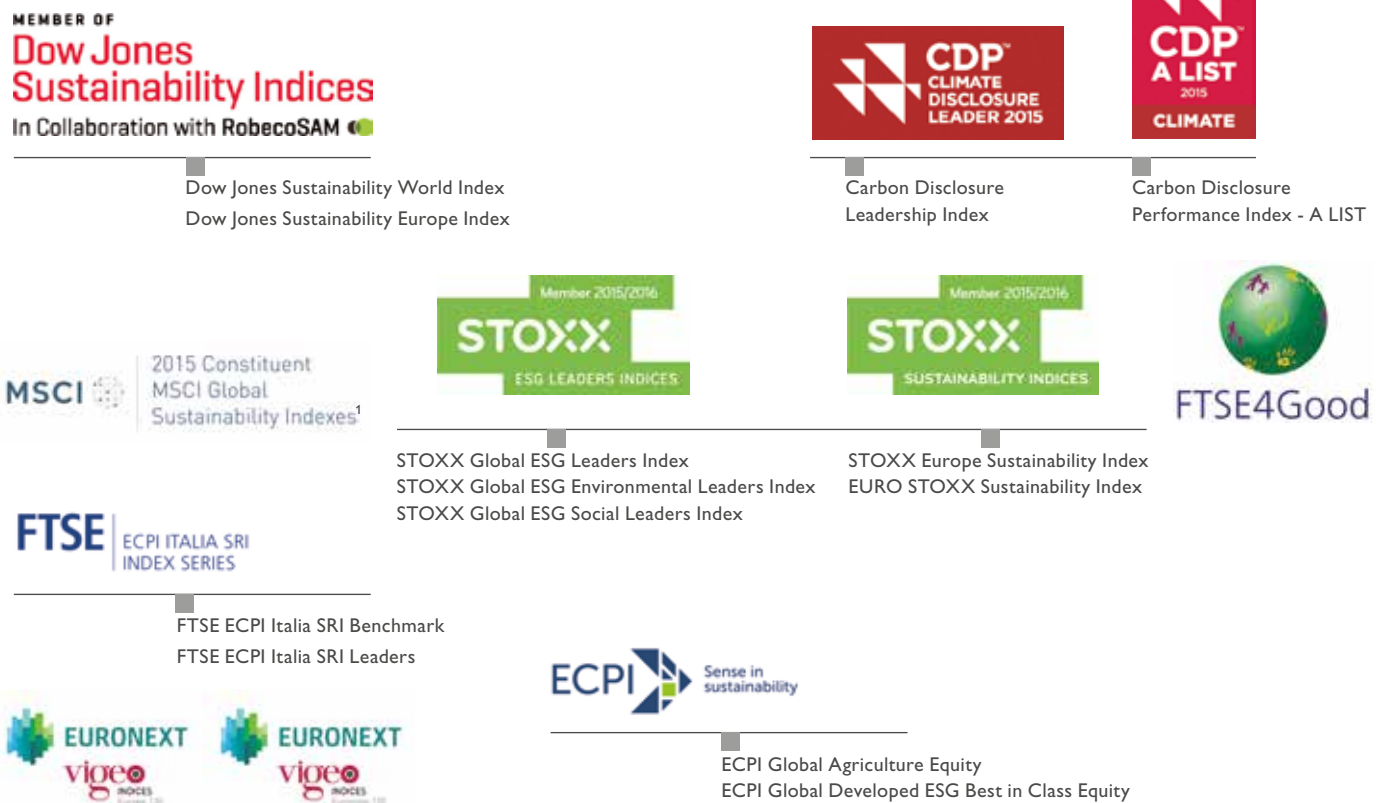 MEMBER OF
Dow Jones
Sustainability Indices
In Collaboration with RobecoSAM
Dow Jones Sustainability World Index
Dow Jones Sustainability Europe Index
CDP™
CLIMATE
DISCLOSURE
LEADER 2015
Carbon Disclosure
Leadership Index
CDP™
A LIST
2015
CLIMATE
Carbon Disclosure
Performance Index - A LIST
MSCI
2015 Constituent
MSCI Global
Sustainability Indexes¹
Member 2015/2016
STOXX
ESG LEADERS INDICES
STOXX Global ESG Leaders Index
STOXX Global ESG Environmental Leaders Index
STOXX Global ESG Social Leaders Index
Member 2015/2016
STOXX
SUSTAINABILITY INDICES
STOXX Europe Sustainability Index
EURO STOXX Sustainability Index
FTSE4Good
FTSE
ECPI ITALIA SRI
INDEX SERIES
FTSE ECPI Italia SRI Benchmark
FTSE ECPI Italia SRI Leaders
ECPI
Sense in
sustainability
ECPI Global Agriculture Equity
ECPI Global Developed ESG Best in Class Equity
EURONEXT
vigeo
INDICES
EURONEXT
vigeo
INDICES